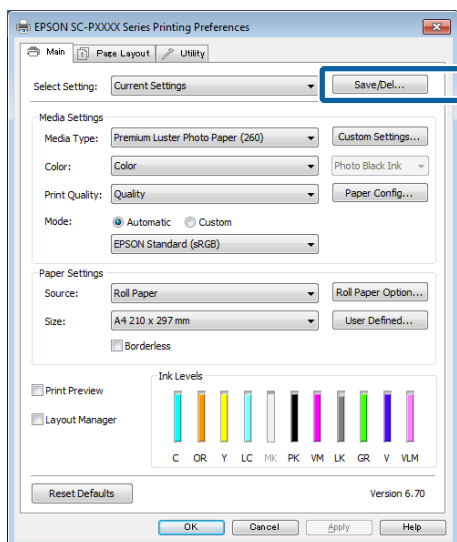 EPSON SC-PXXXX Series Printing Preferences
Main Page Layout Utility
Select Setting: Current Settings Save/Del...
Media Settings
Media Type: Premium Luster Photo Paper (260) Custom Settings...
Color: Color Photo Black Ink
Print Quality: Quality Paper Config...
Mode: Automatic Custom
EPSON Standard (sRGB)
Paper Settings
Source: Roll Paper Roll Paper Option...
Size: A4 210 x 297 mm User Defined...
Borderless
Ink Levels
Print Preview
Layout Manager
C OR Y LC MK PK VM LK GR V VLM
Reset Defaults Version 6.70
OK Cancel Apply Help